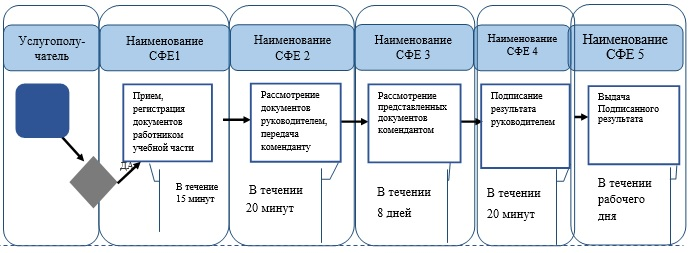 Услугополу-
чатель
Наименование
СФЕ1
Наименование
СФЕ 2
Наименование
СФЕ 3
Наименование
СФЕ 4
Наименование
СФЕ 5
Прием,
регистрация
документов
работником
учебной части
Рассмотрение
документов
руководителем,
передача
коменданту
Рассмотрение
представленных
документов
комендантом
Подписание
результата
руководителем
Выдача
Подписанного
результата
ДА
В течение
15 минут
В течении
20 минут
В течении
8 дней
В течении
20 минут
В течении
рабочего
дня